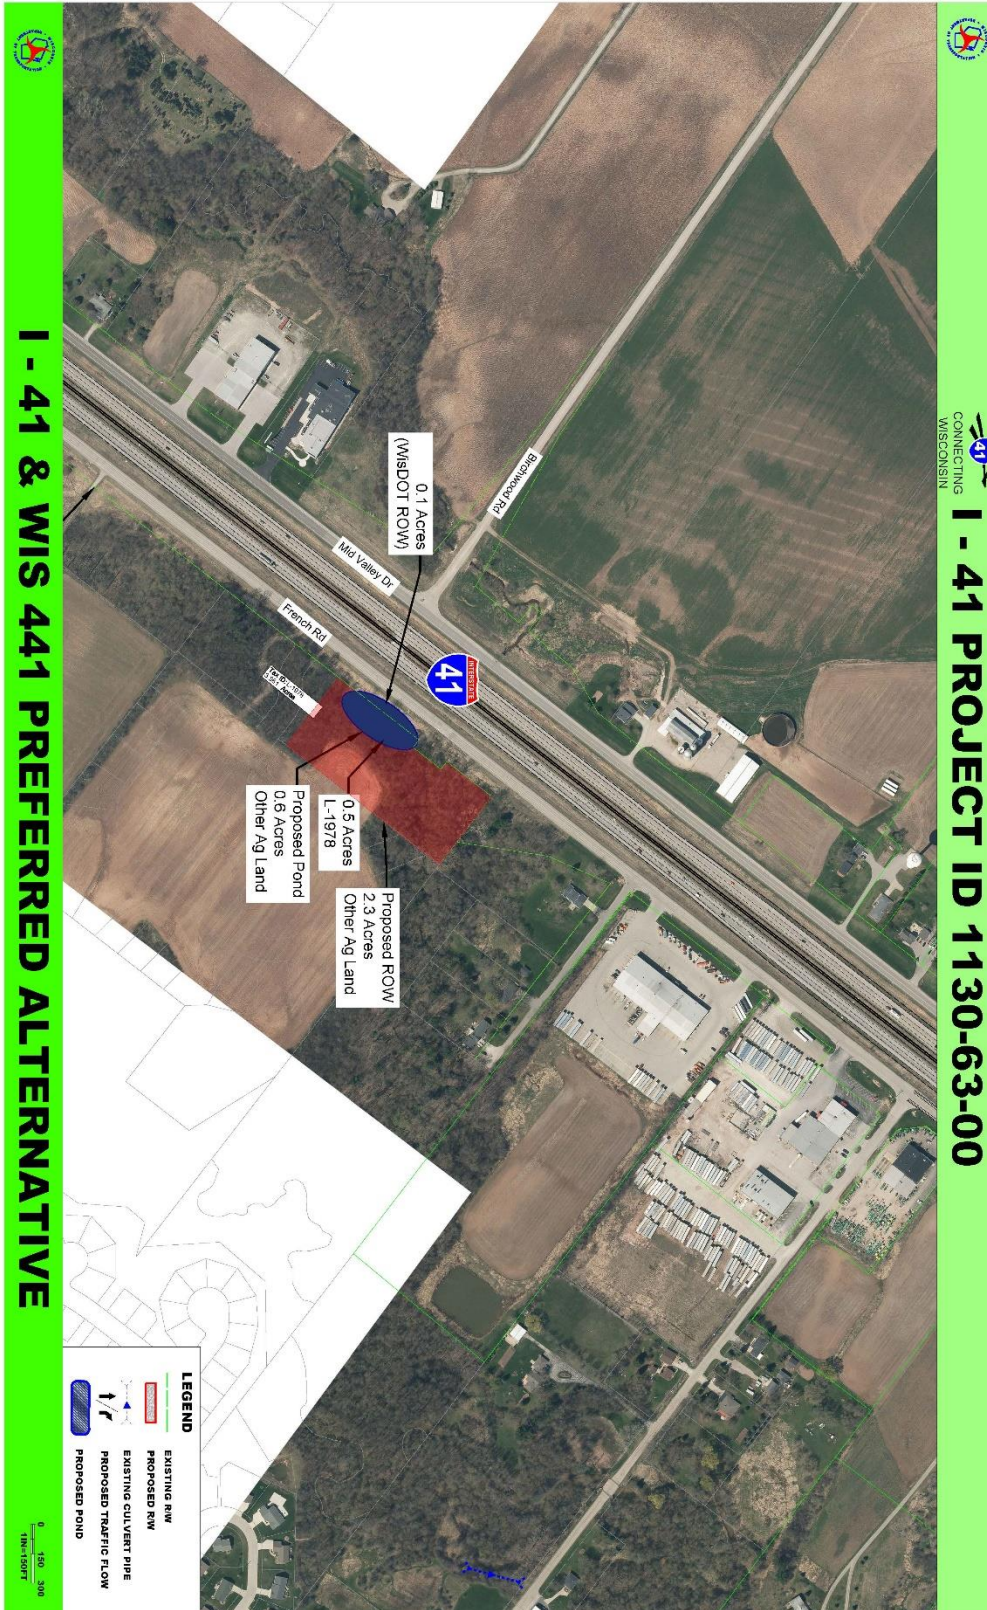 CONNECTING
WISCONSIN
41
I - 41 PROJECT ID 1130-63-00
Birchwood Rd
0.1 Acres
(WisDOT ROW)
Mid Valley Dr
INTERSTATE
41
French Rd
Proposed ROW
2.3 Acres
Other Ag Land
0.5 Acres
L-1978
Proposed Pond
0.6 Acres
Other Ag Land
LEGEND
EXISTING R/W
PROPOSED R/W
EXISTING CULVERT PIPE
PROPOSED TRAFFIC FLOW
PROPOSED POND
I - 41 & WIS 441 PREFERRED ALTERNATIVE
0 150 300
1IN=150FT